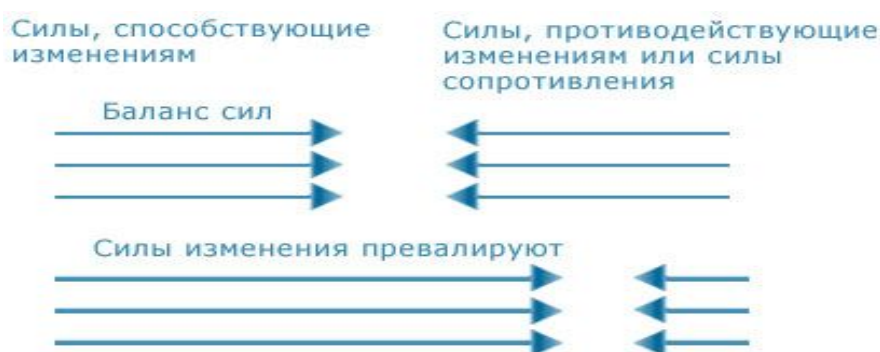 Силы, способствующие
изменениям
Силы, противодействующие
изменениям или силы
сопротивления
Баланс сил
Силы изменения превалируют